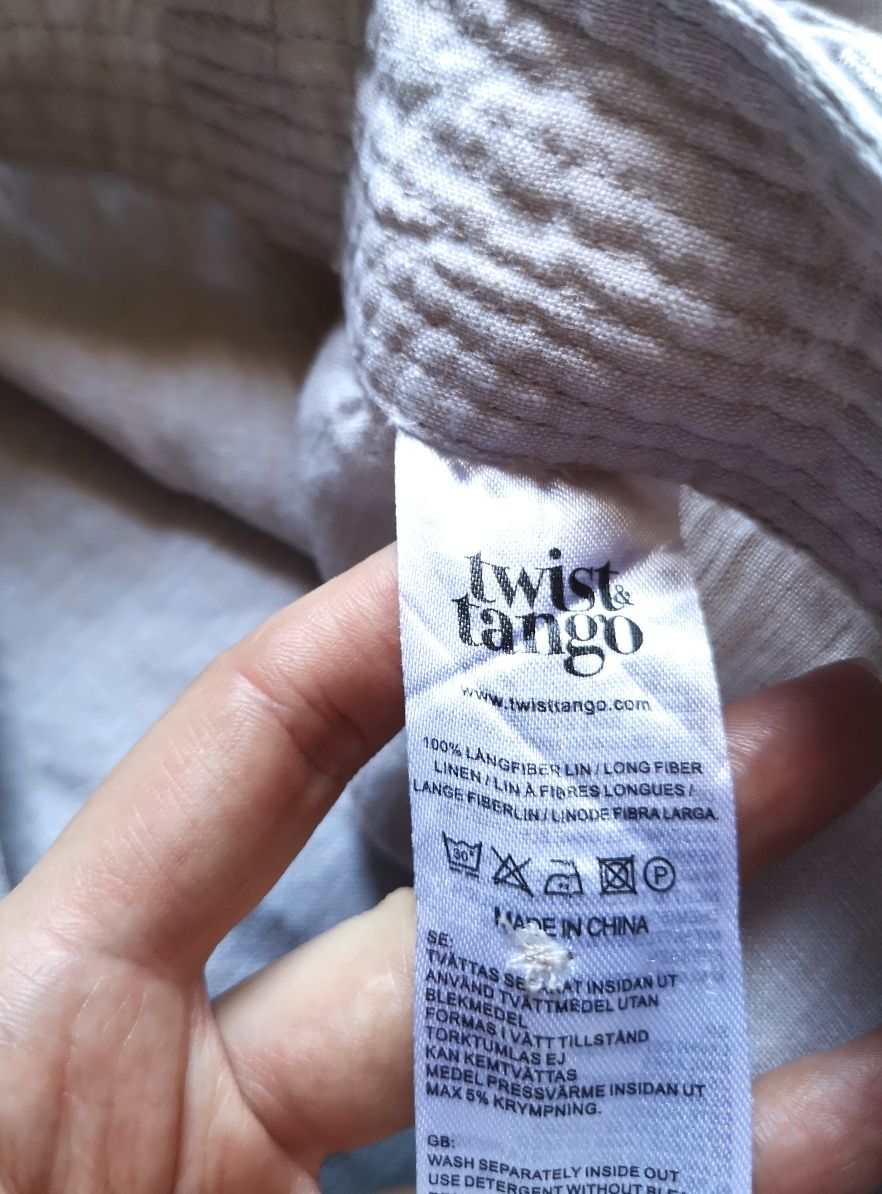 twist&
tango
www.twisttango.com
100% LÅNGFIBER LIN / LONG FIBER
LINEN / LIN À FIBRES LONGUES /
LANGE FIBERLIN / LINODE FIBRA LARGA.
30°
P
MADE IN CHINA
SE:
TVÄTTAS SEPARAT INSIDAN UT
ANVÄND TVÄTTMEDEL UTAN
BLEKMEDEL
FORMAS I VÅTT TILLSTÅND
TORKTUMLAS EJ
KAN KEMTVÄTTAS
MEDEL PRESSVÄRME INSIDAN UT
MAX 5% KRYMPNING.
GB:
WASH SEPARATELY INSIDE OUT
USE DETERGENT WITHOUT